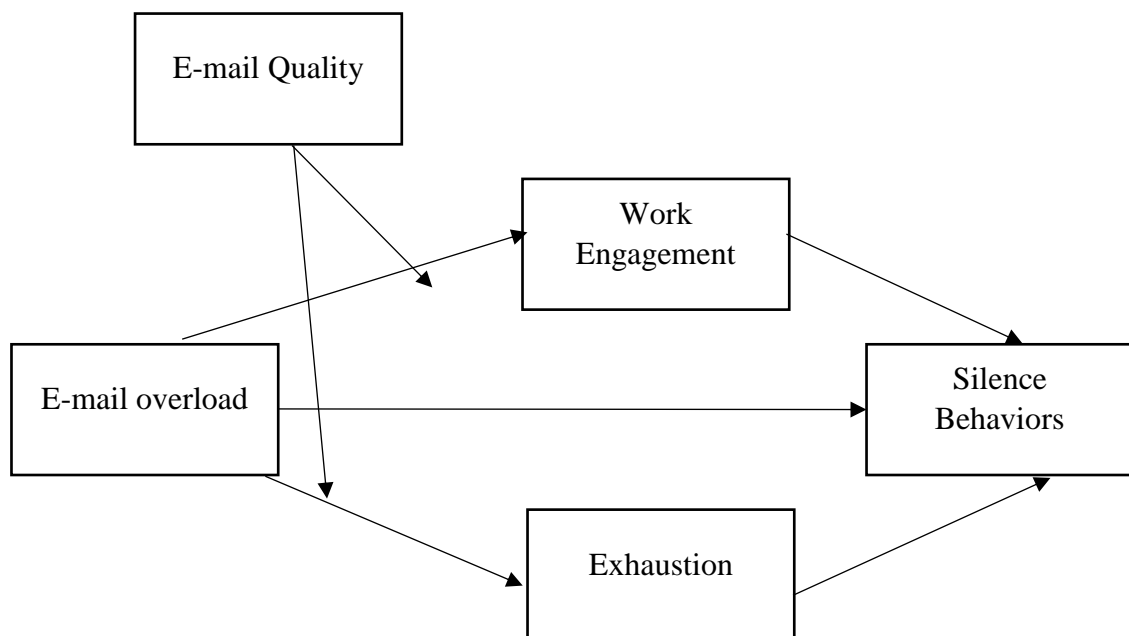 E-mail Quality
Work
Engagement
E-mail overload
Silence
Behaviors
Exhaustion